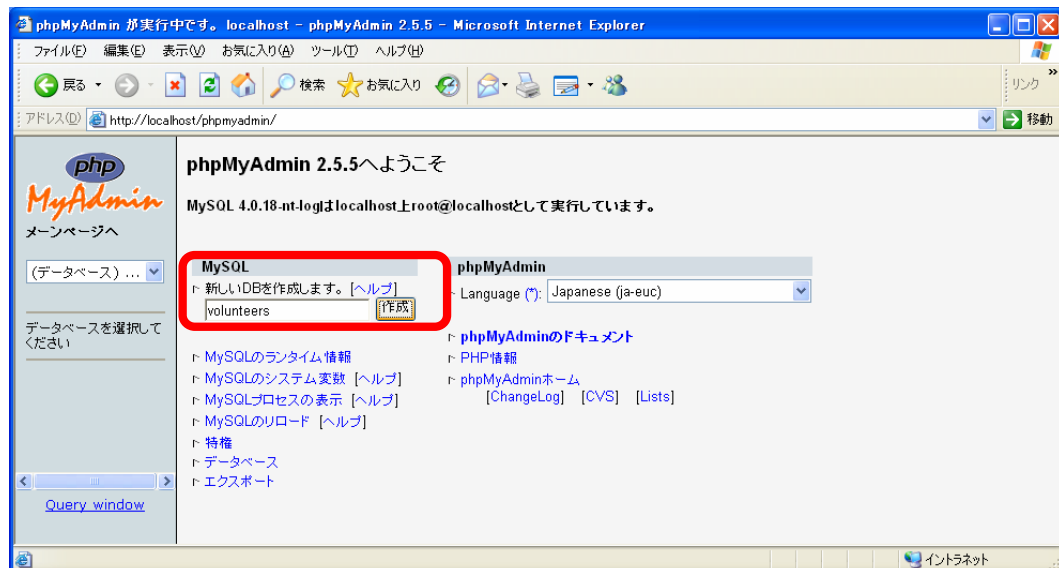 phpMyAdmin が実行中です。 localhost - phpMyAdmin 2.5.5 - Microsoft Internet Explorer
ファイル(F) 編集(E) 表示(V) お気に入り(A) ツール(T) ヘルプ(H)
戻る 検索 お気に入り リンク »
アドレス(D) http://localhost/phpmyadmin/ 移動
php
MyAdmin
メーンページへ
(データベース) ...
データベースを選択して
ください
Query window
phpMyAdmin 2.5.5へようこそ
MySQL 4.0.18-nt-logはlocalhost上root@localhostとして実行しています。
MySQL
新しいDBを作成します。 [ヘルプ]
volunteers 作成
MySQLのランタイム情報
MySQLのシステム変数 [ヘルプ]
MySQLプロセスの表示 [ヘルプ]
MySQLのリロード [ヘルプ]
特権
データベース
エクスポート
phpMyAdmin
Language (*): Japanese (ja-euc)
phpMyAdminのドキュメント
PHP情報
phpMyAdminホーム
[ChangeLog] [CVS] [Lists]
イントラネット